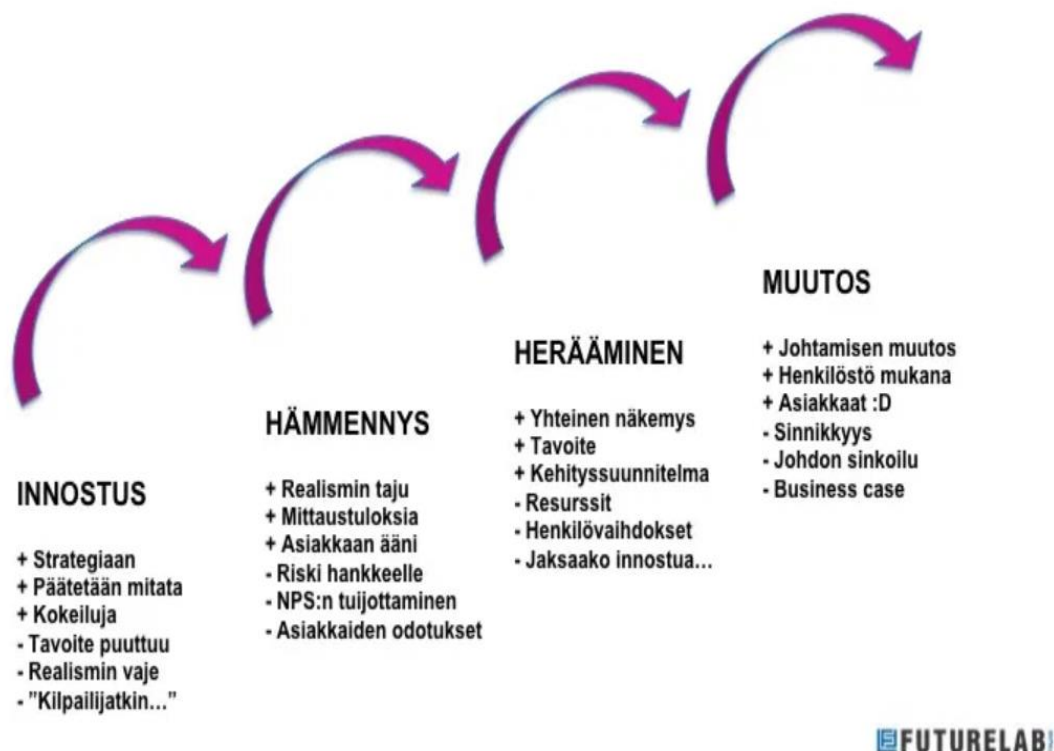 INNOSTUS
+ Strategiaan
+ Päätetään mitata
+ Kokeiluja
- Tavoite puuttuu
- Realismin vaje
- ”Kilpailijatkin...”
HÄMMENNYS
+ Realismin taju
+ Mittaustuloksia
+ Asiakkaan ääni
- Riski hankkeelle
- NPS:n tuijottaminen
- Asiakkaiden odotukset
HERÄÄMINEN
+ Yhteinen näkemys
+ Tavoite
+ Kehityssuunnitelma
- Resurssit
- Henkilövaihdokset
- Jaksaako innostua...
MUUTOS
+ Johtamisen muutos
+ Henkilöstö mukana
+ Asiakkaat :D
- Sinnikkyys
- Johdon sinkoilu
- Business case
FUTURELAB